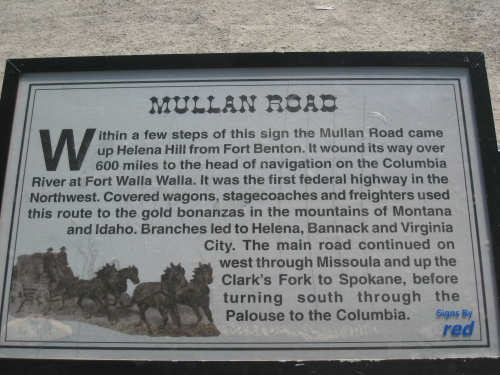 MULLAN ROAD
Within a few steps of this sign the Mullan Road came
up Helena Hill from Fort Benton. It wound its way over
600 miles to the head of navigation on the Columbia
River at Fort Walla Walla. It was the first federal highway in the
Northwest. Covered wagons, stagecoaches and freighters used
this route to the gold bonanzas in the mountains of Montana
and Idaho. Branches led to Helena, Bannack and Virginia
City. The main road continued on
west through Missoula and up the
Clark's Fork to Spokane, before
turning south through the
Palouse to the Columbia.
Signs By
red